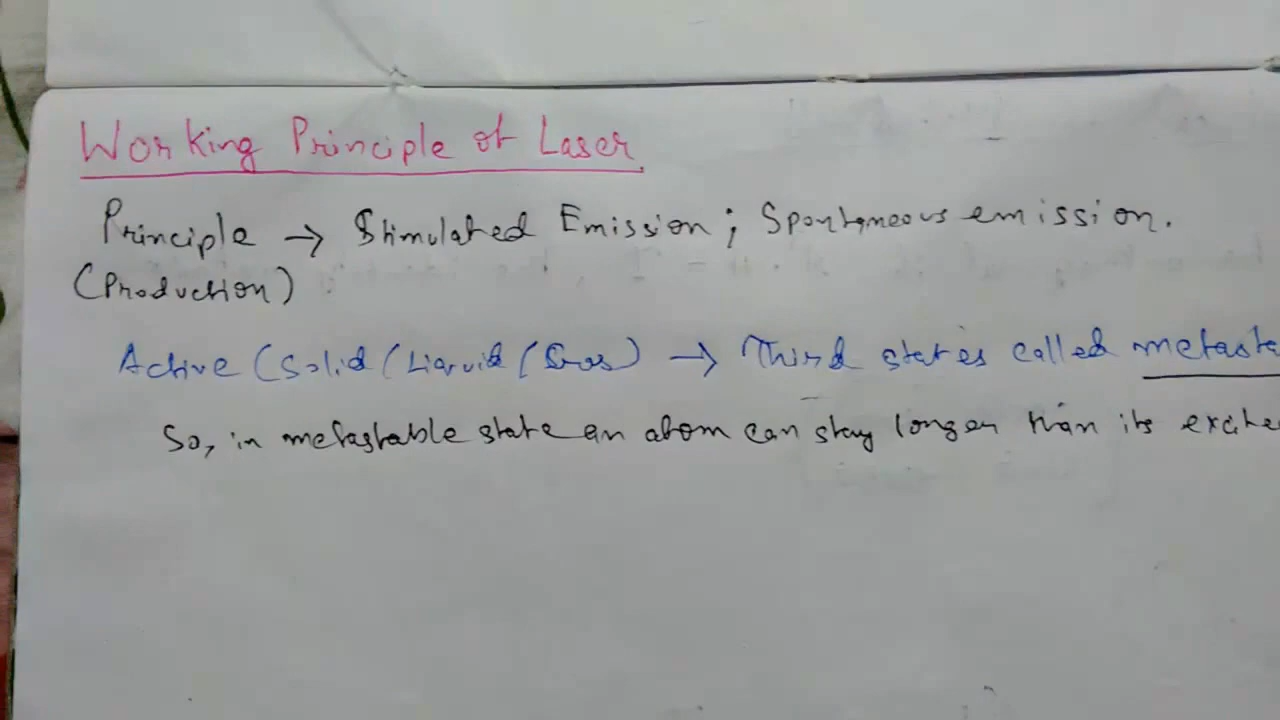 Working Principle of Laser.
Principle → Stimulated Emission; Spontaneous emission.
(Production)
Active (Solid (Liquid (Gas) → Third states called metasta
So, in metastable state an atom can stay longer than its excite